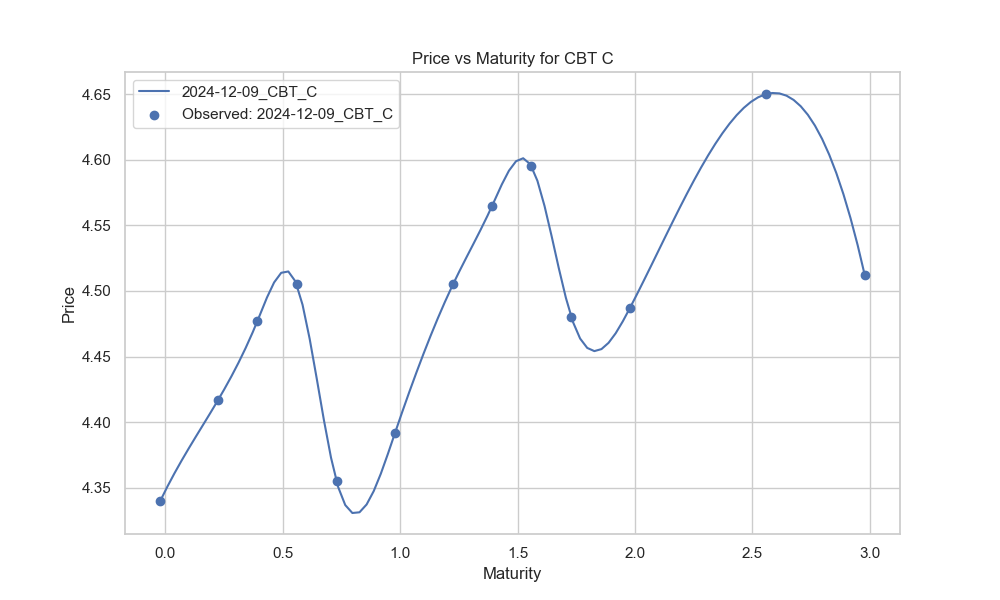 Price vs Maturity for CBT C
2024-12-09_CBT_C
Observed: 2024-12-09_CBT_C
Price
4.65
4.60
4.55
4.50
4.45
4.40
4.35
0.0 0.5 1.0 1.5 2.0 2.5 3.0
Maturity